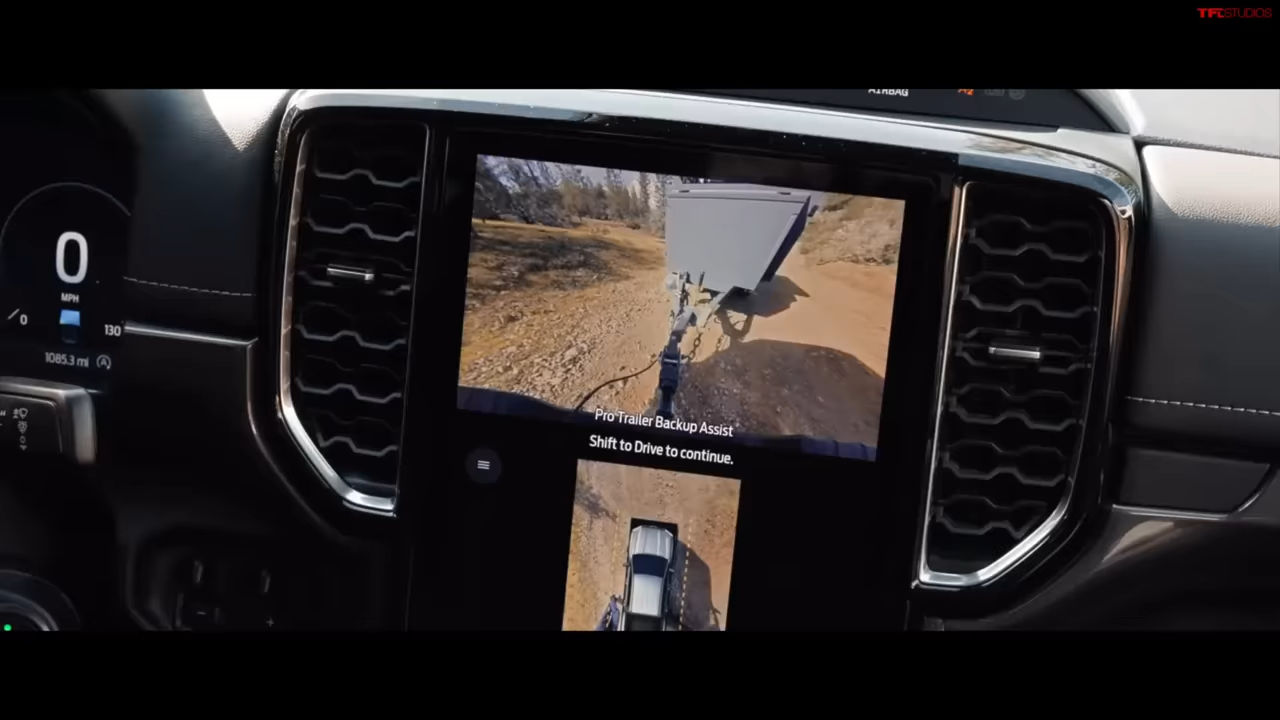 TFLSTUDIOS
AIRBAG
0
MPH
0
130
1085.3 mi
Pro Trailer Backup Assist
Shift to Drive to continue.